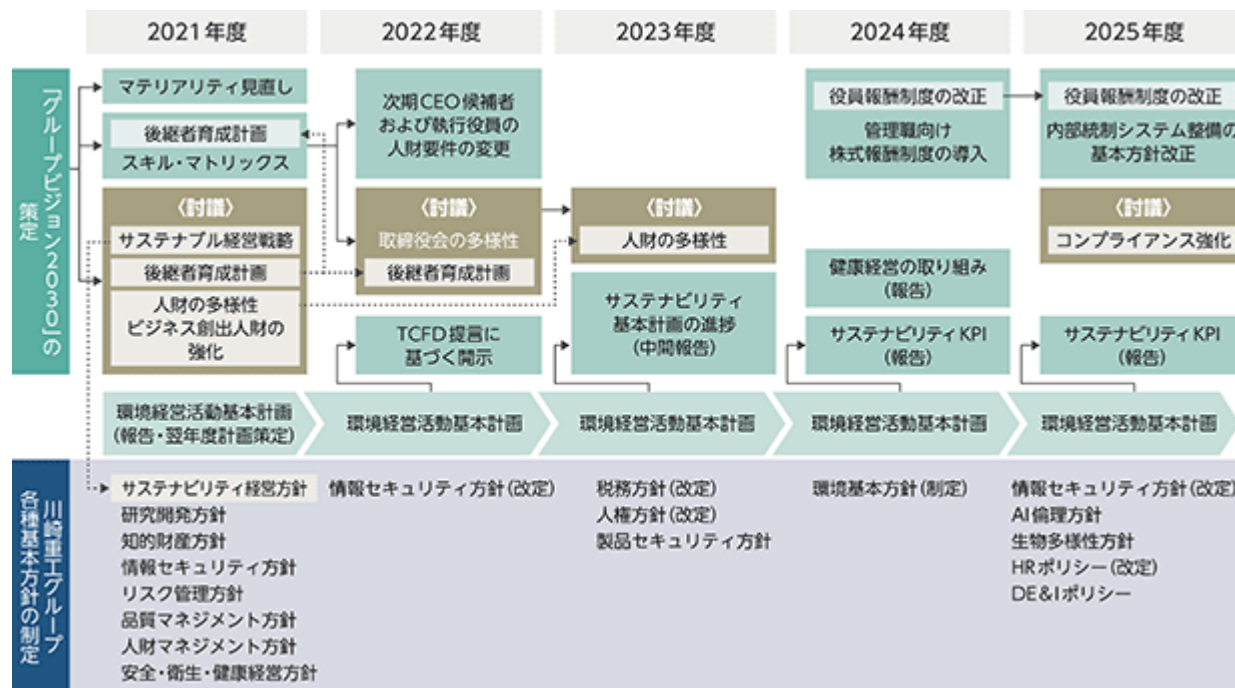 2021年度
2022年度
2023年度
2024年度
2025年度
「グループビジョン2030」の
策定
マテリアリティ見直し
後継者育成計画
スキル・マトリックス
〈討議〉
サステナブル経営戦略
後継者育成計画
人財の多様性
ビジネス創出人財の
強化
次期CEO候補者
および執行役員の
人財要件の変更
〈討議〉
取締役会の多様性
後継者育成計画
TCFD提言に
基づく開示
〈討議〉
人財の多様性
サステナビリティ
基本計画の進捗
(中間報告)
役員報酬制度の改正
管理職向け
株式報酬制度の導入
健康経営の取り組み
(報告)
サステナビリティKPI
(報告)
役員報酬制度の改正
内部統制システム整備の
基本方針改正
〈討議〉
コンプライアンス強化
サステナビリティKPI
(報告)
環境経営活動基本計画
(報告・翌年度計画策定)
環境経営活動基本計画
環境経営活動基本計画
環境経営活動基本計画
環境経営活動基本計画
川崎重工グループ
各種基本方針の制定
サステナビリティ経営方針
研究開発方針
知的財産方針
情報セキュリティ方針
リスク管理方針
品質マネジメント方針
人財マネジメント方針
安全・衛生・健康経営方針
情報セキュリティ方針(改定)
税務方針(改定)
人権方針(改定)
製品セキュリティ方針
環境基本方針(制定)
情報セキュリティ方針(改定)
AI倫理方針
生物多様性方針
HRポリシー(改定)
DE&Iポリシー